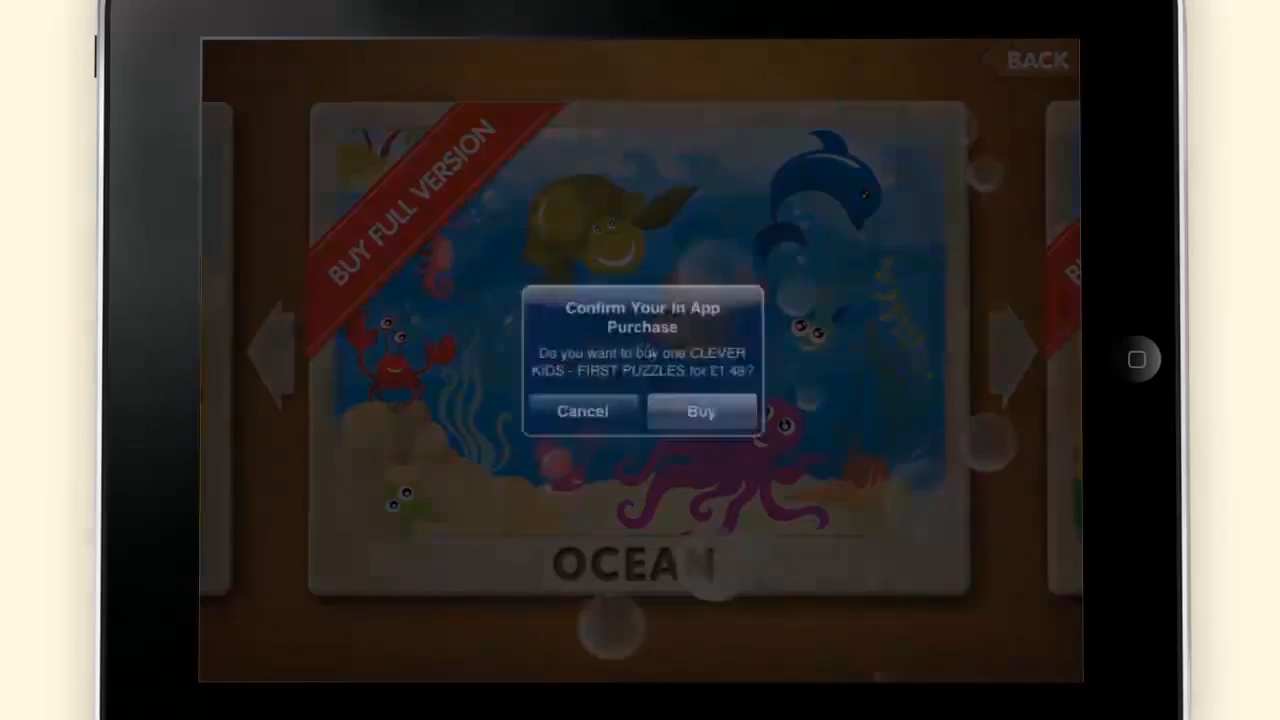 BACK
BUY FULL VERSION
Confirm Your In App
Purchase
Do you want to buy one CLEVER
KIDS - FIRST PUZZLES for £1.49?
Cancel
Buy
OCEAN